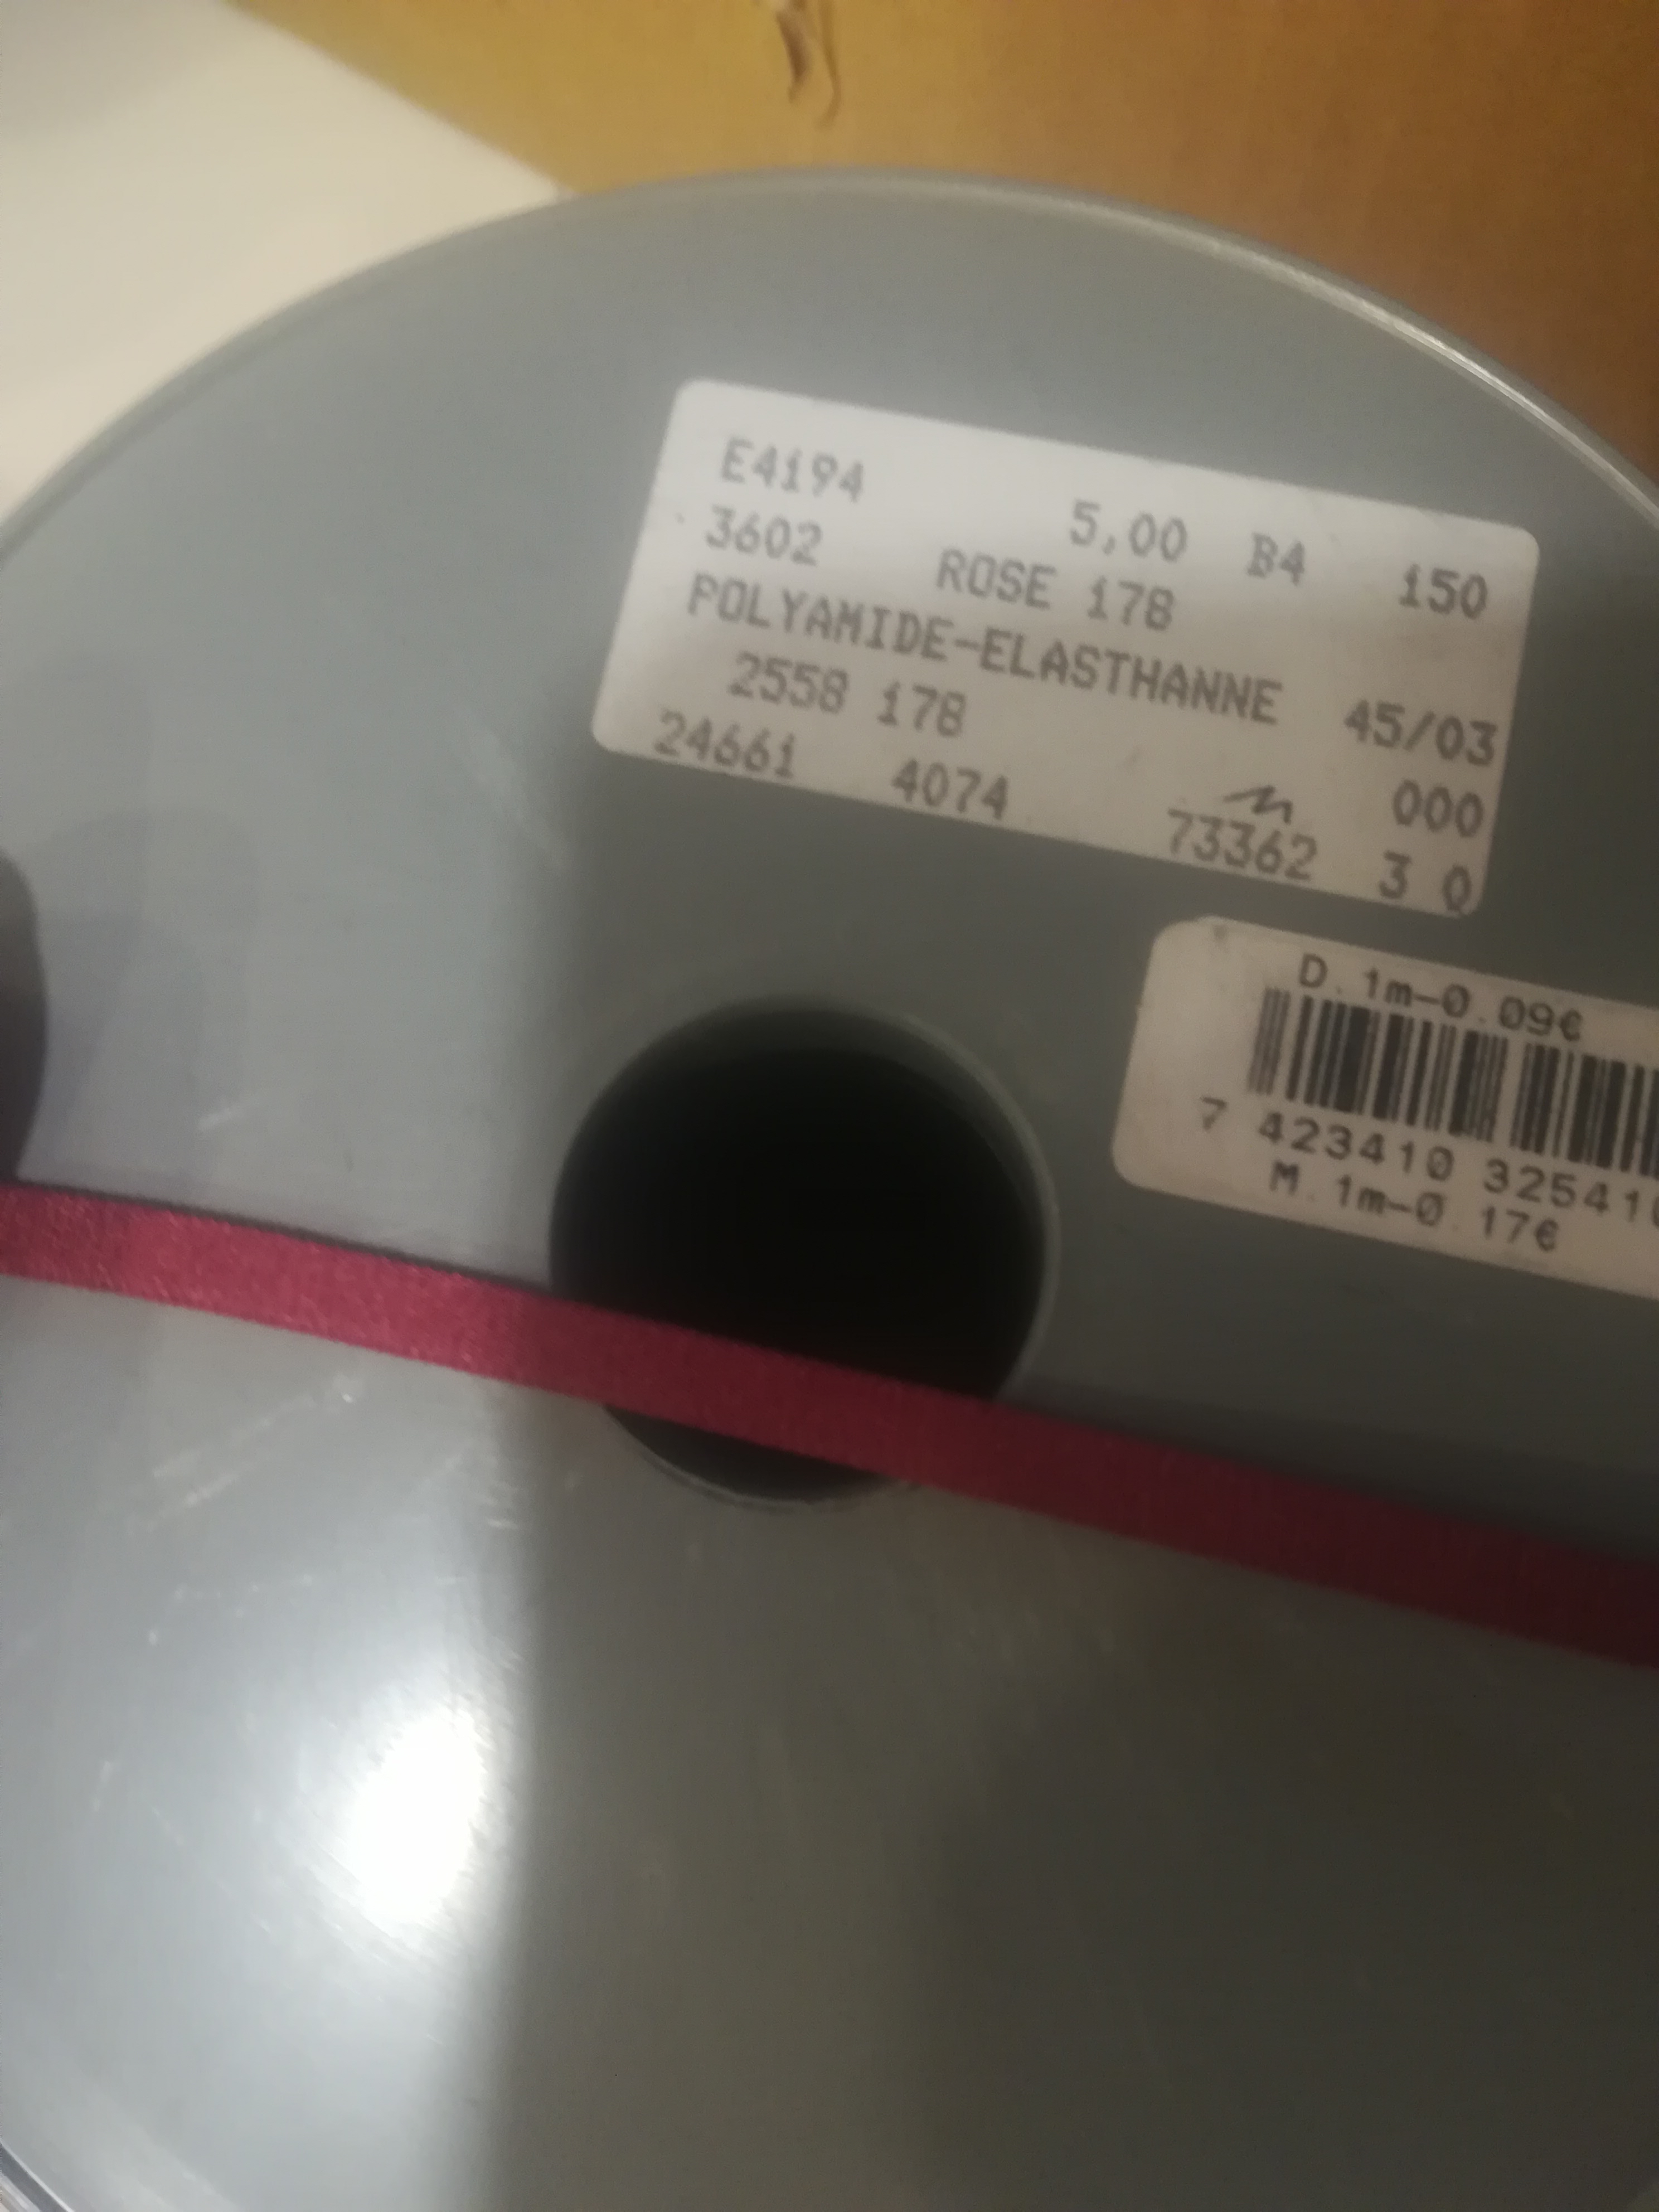 E4194 5,00 B4 150
3602 ROSE 178
POLYAMIDE-ELASTHANNE 45/03
2558 178 000
24661 4074 73362 3 0
D.1m-0.09€
7 423410 32541
M.1m-0.17€